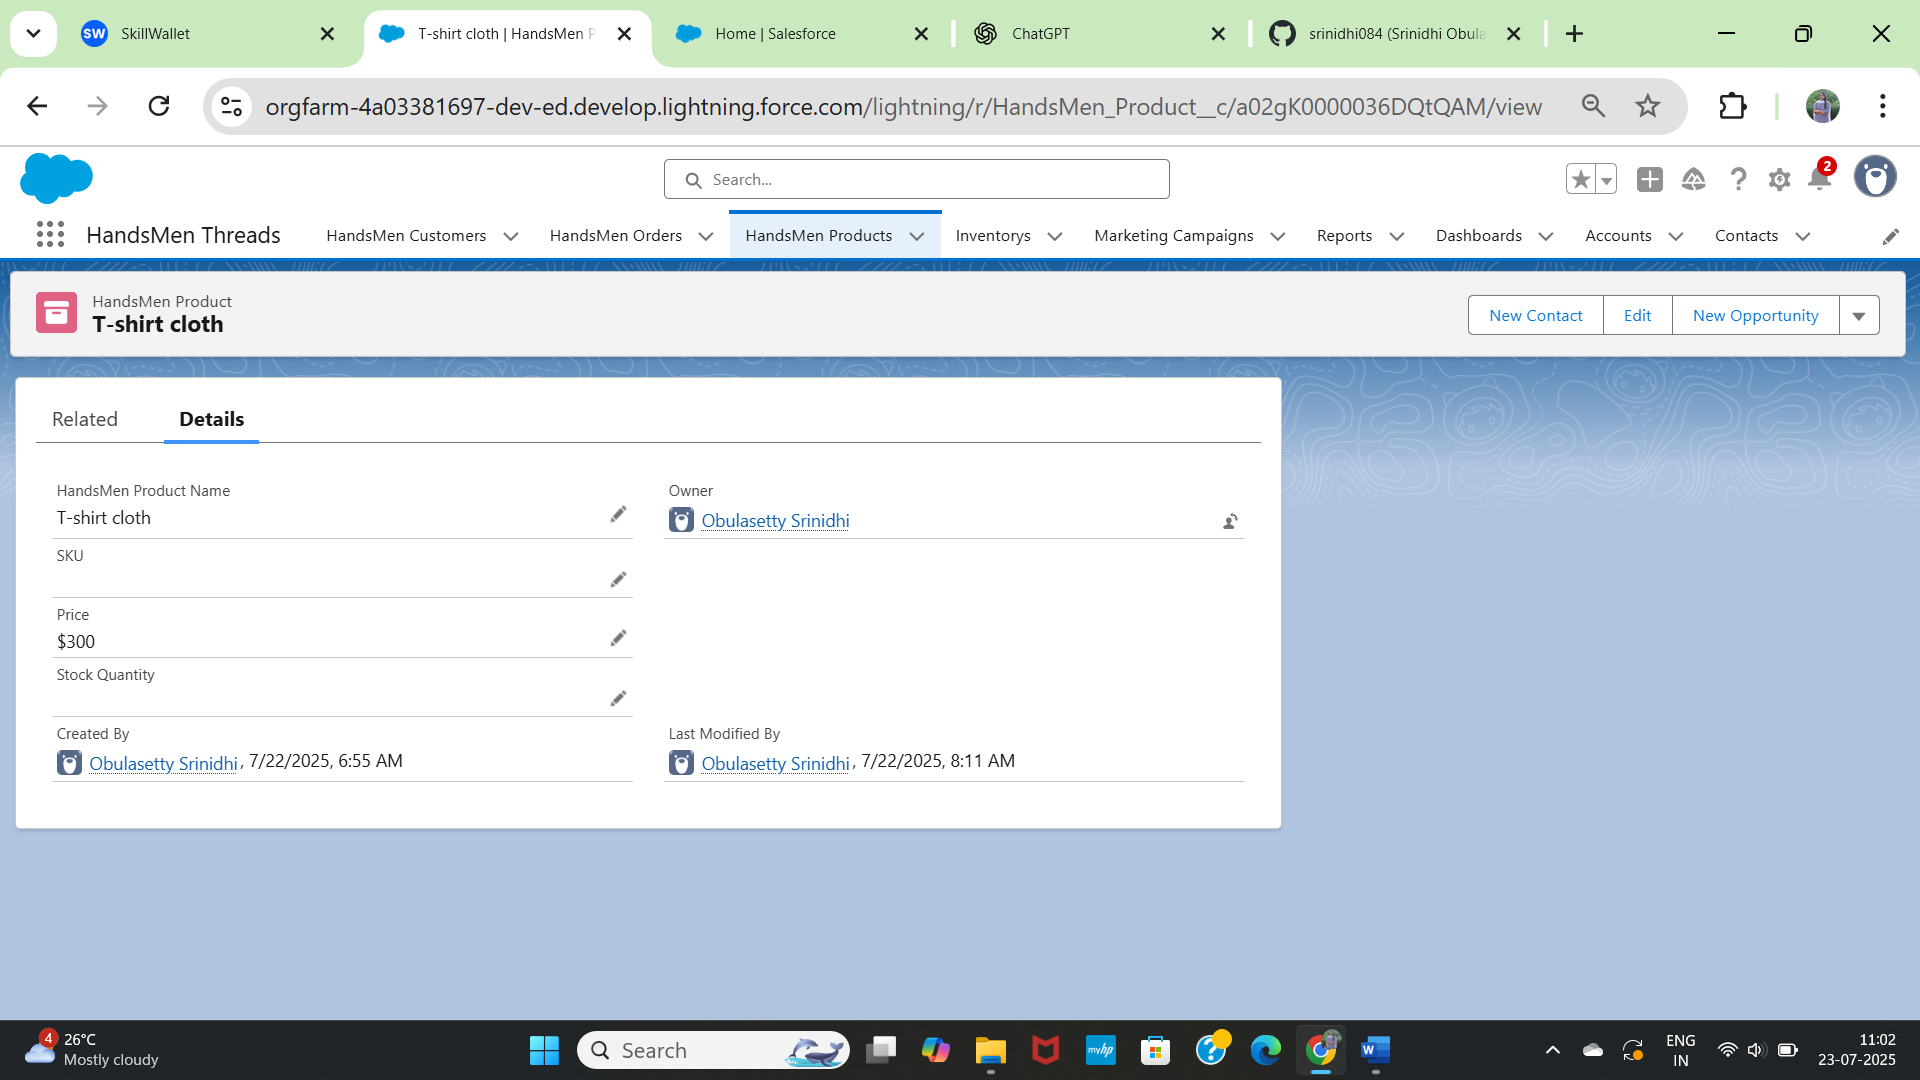 SW SkillWallet
T-shirt cloth | HandsMen P
Home | Salesforce
ChatGPT
srinidhi084 (Srinidhi Obula
orgfarm-4a03381697-dev-ed.develop.lightning.force.com/lightning/r/HandsMen_Product__c/a02gK0000036DQtQAM/view
Search...
2
HandsMen Threads
HandsMen Customers
HandsMen Orders
HandsMen Products
Inventorys
Marketing Campaigns
Reports
Dashboards
Accounts
Contacts
HandsMen Product
T-shirt cloth
New Contact
Edit
New Opportunity
Related
Details
HandsMen Product Name
T-shirt cloth
Owner
Obulasetty Srinidhi
SKU
Price
$300
Stock Quantity
Created By
Obulasetty Srinidhi, 7/22/2025, 6:55 AM
Last Modified By
Obulasetty Srinidhi, 7/22/2025, 8:11 AM
4
26°C
Mostly cloudy
Search
myhp
W
ENG
IN
11:02
23-07-2025